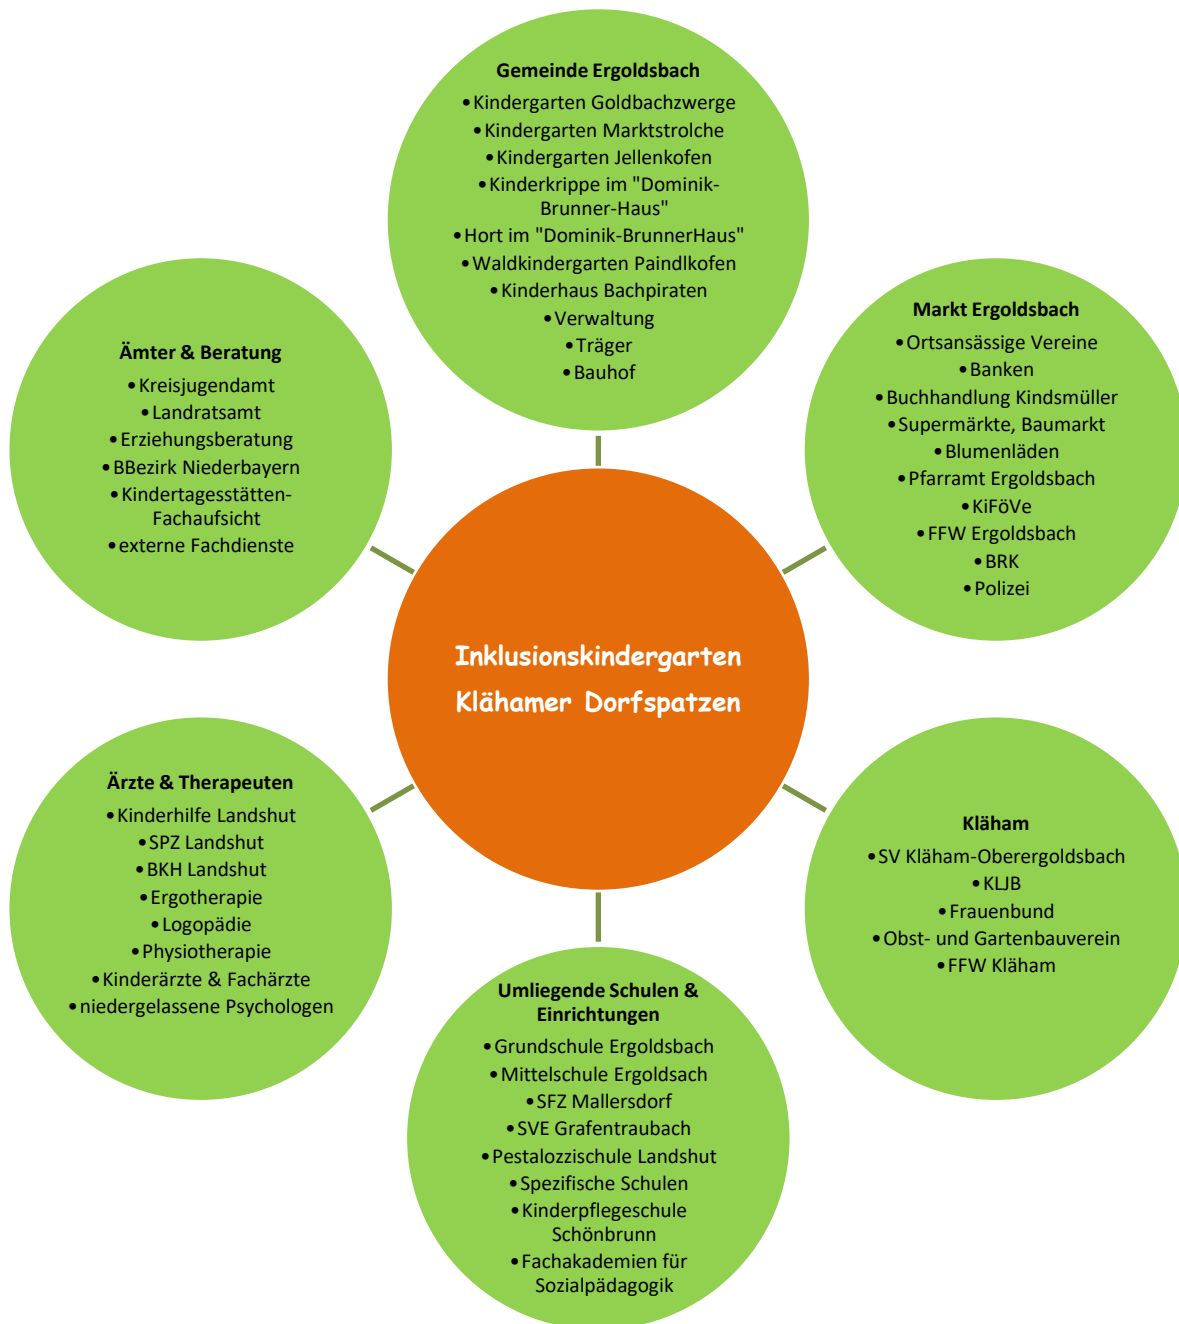 Gemeinde Ergoldsbach
•Kindergarten Goldbachzwerge
•Kindergarten Marktstrolche
•Kindergarten Jellenkofen
•Kinderkrippe im "Dominik-
Brunner-Haus"
•Hort im "Dominik-BrunnerHaus"
•Waldkindergarten Paindlkofen
•Kinderhaus Bachpiraten
•Verwaltung
•Träger
•Bauhof
Markt Ergoldsbach
•Ortsansässige Vereine
•Banken
•Buchhandlung Kindsmüller
•Supermärkte, Baumarkt
•Blumenläden
•Pfarramt Ergoldsbach
•KiFöVe
•FFW Ergoldsbach
•BRK
•Polizei
Kläham
•SV Kläham-Oberergoldsbach
•KLJB
•Frauenbund
•Obst- und Gartenbauverein
•FFW Kläham
Umliegende Schulen &
Einrichtungen
•Grundschule Ergoldsbach
•Mittelschule Ergoldsach
•SFZ Mallersdorf
•SVE Grafentraubach
•Pestalozzischule Landshut
•Spezifische Schulen
•Kinderpflegeschule
Schönbrunn
•Fachakademien für
Sozialpädagogik
Ärzte & Therapeuten
•Kinderhilfe Landshut
•SPZ Landshut
•BKH Landshut
•Ergotherapie
•Logopädie
•Physiotherapie
•Kinderärzte & Fachärzte
•niedergelassene Psychologen
Ämter & Beratung
•Kreisjugendamt
•Landratsamt
•Erziehungsberatung
•BBezirk Niederbayern
•Kindertagesstätten-
Fachaufsicht
•externe Fachdienste
Inklusionskindergarten
Klähamer Dorfspatzen